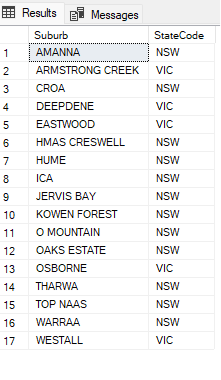 Results Messages
Suburb StateCode
1 AMANNA NSW
2 ARMSTRONG CREEK VIC
3 CROA NSW
4 DEEPDENE VIC
5 EASTWOOD VIC
6 HMAS CRESWELL NSW
7 HUME NSW
8 ICA NSW
9 JERVIS BAY NSW
10 KOWEN FOREST NSW
11 O MOUNTAIN NSW
12 OAKS ESTATE NSW
13 OSBORNE VIC
14 THARWA NSW
15 TOP NAAS NSW
16 WARRAA NSW
17 WESTALL VIC